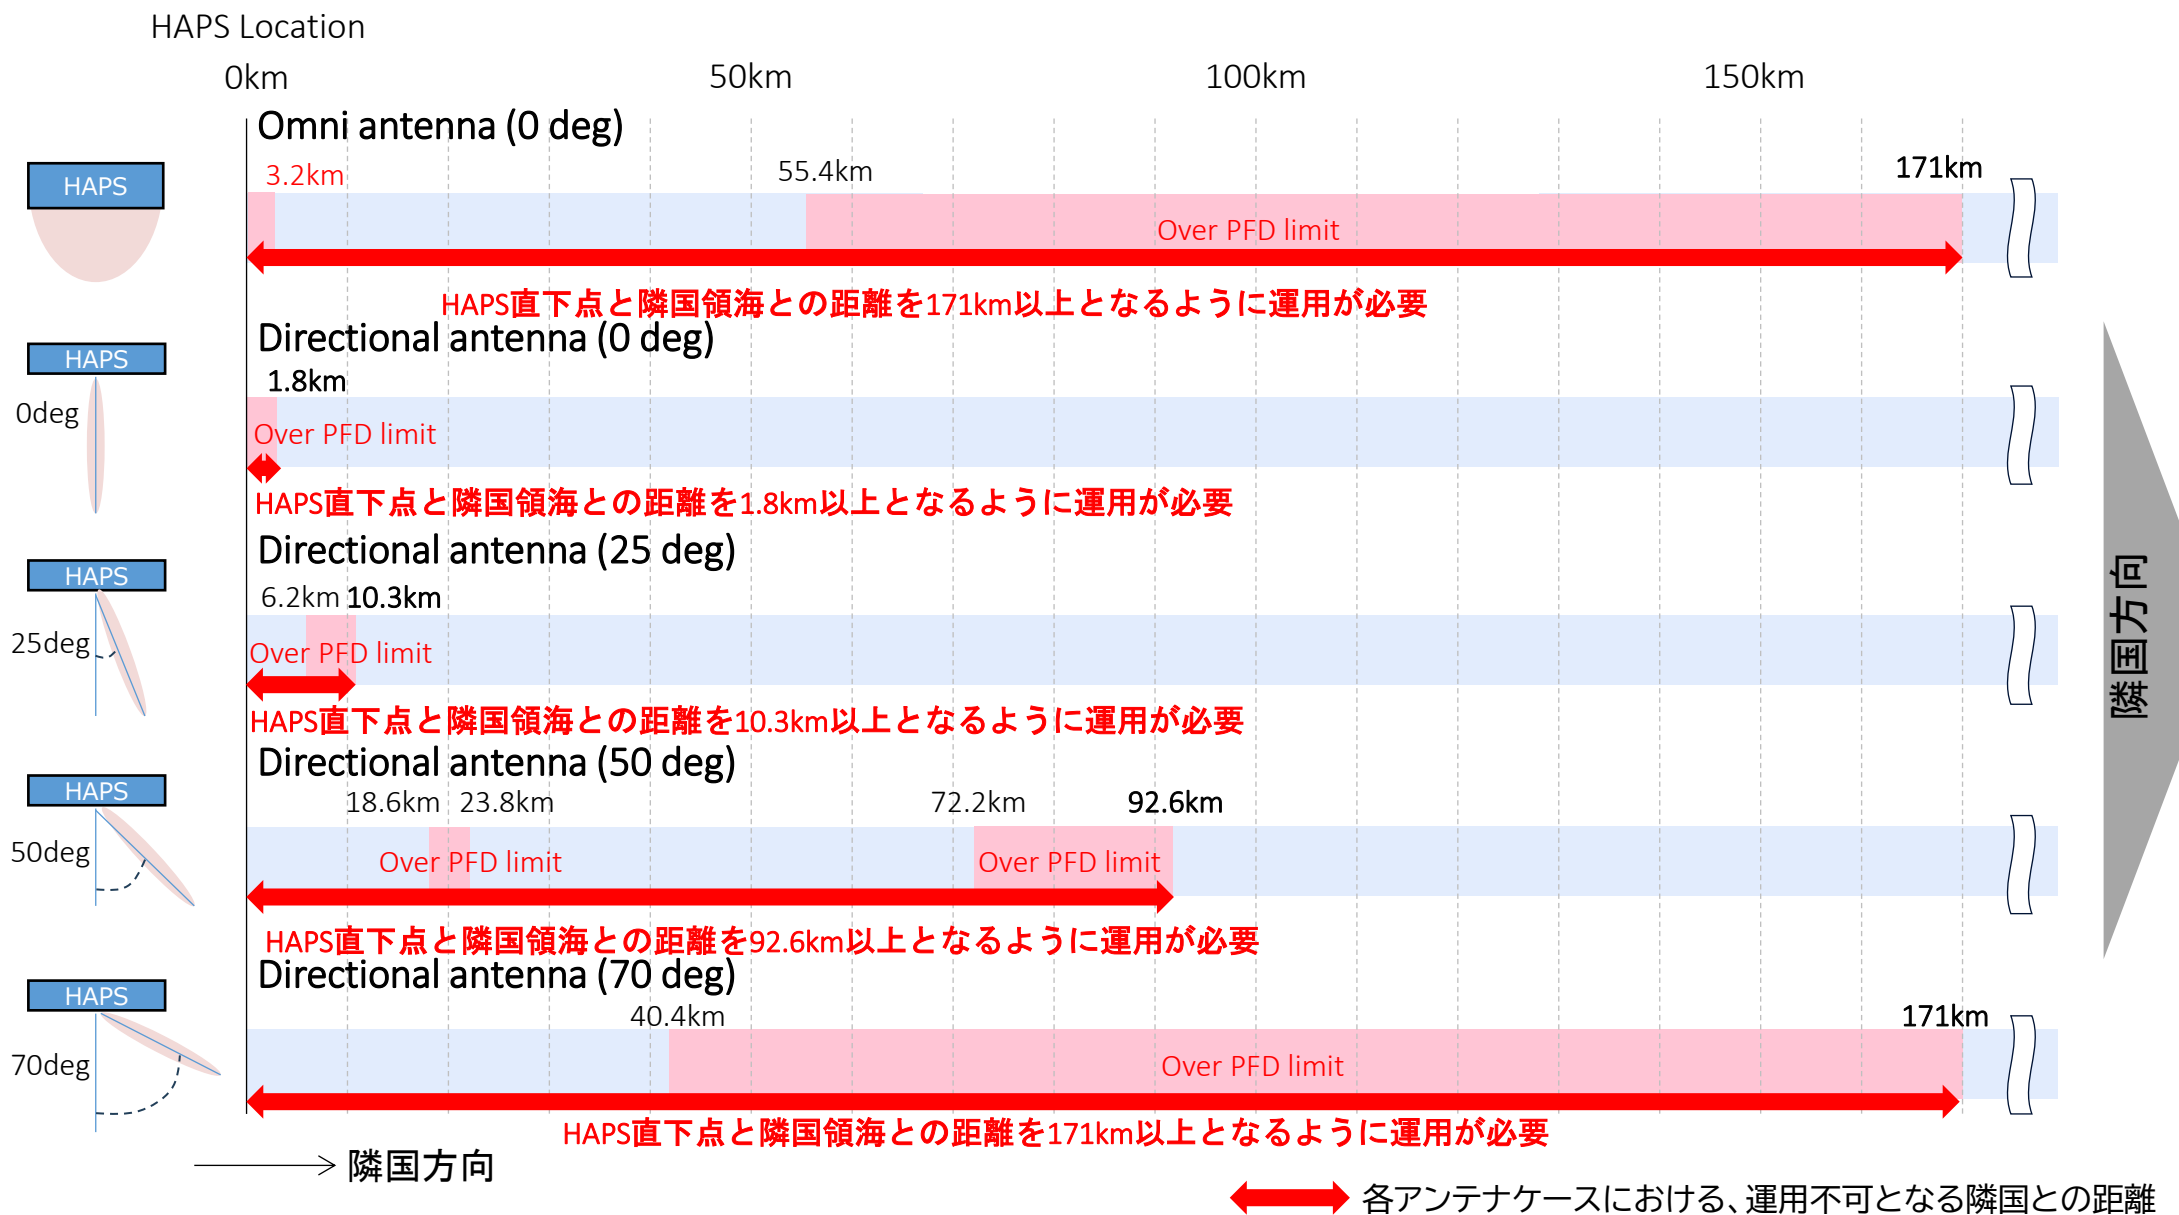 HAPS Location
0km
50km
100km
150km
Omni antenna (0 deg)
HAPS
3.2km
55.4km
171km
Over PFD limit
HAPS直下点と隣国領海との距離を171km以上となるように運用が必要
Directional antenna (0 deg)
HAPS
1.8km
0deg
Over PFD limit
HAPS直下点と隣国領海との距離を1.8km以上となるように運用が必要
Directional antenna (25 deg)
HAPS
6.2km
10.3km
25deg
Over PFD limit
HAPS直下点と隣国領海との距離を10.3km以上となるように運用が必要
Directional antenna (50 deg)
HAPS
18.6km
23.8km
72.2km
92.6km
50deg
Over PFD limit
Over PFD limit
HAPS直下点と隣国領海との距離を92.6km以上となるように運用が必要
Directional antenna (70 deg)
HAPS
40.4km
171km
70deg
Over PFD limit
HAPS直下点と隣国領海との距離を171km以上となるように運用が必要
隣国方向
隣国方向
各アンテナケースにおける、運用不可となる隣国との距離